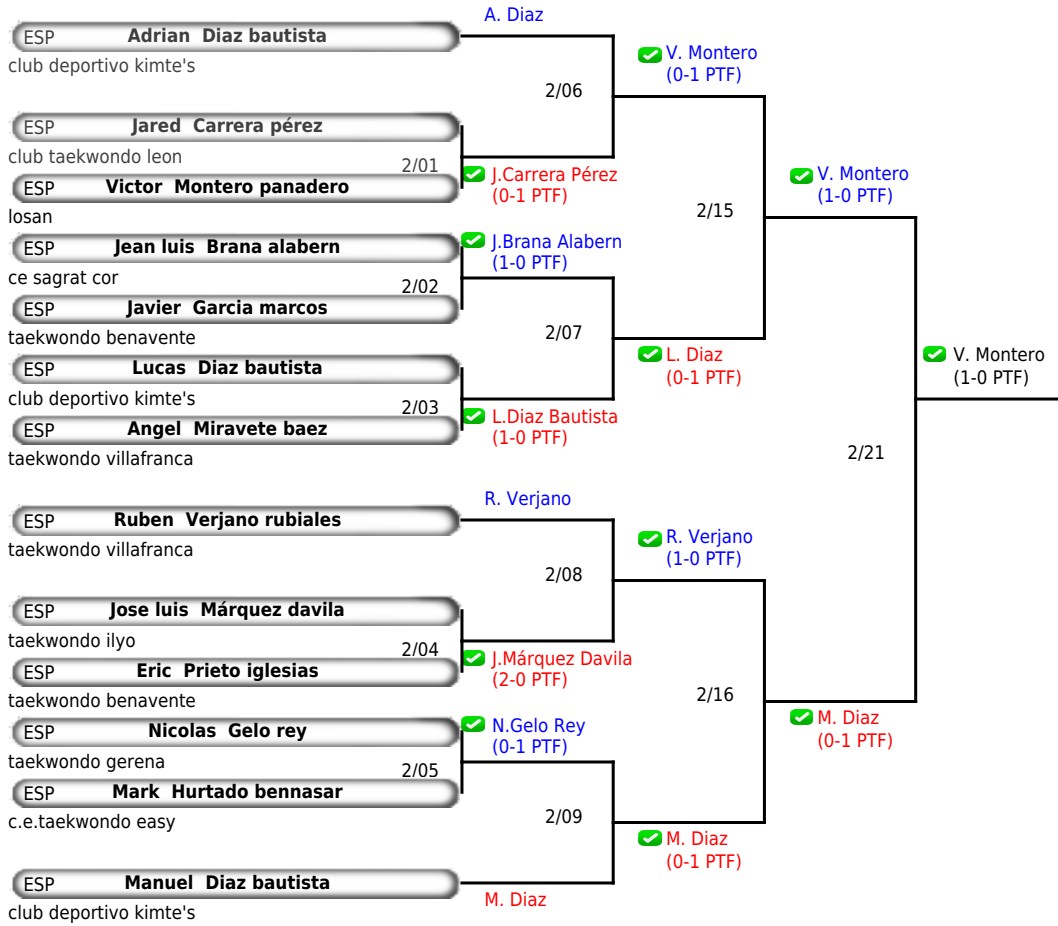 A. Diaz
ESP Adrian Diaz bautista
club deportivo kimte's
V. Montero
(0-1 PTF)
2/06
ESP Jared Carrera pérez
club taekwondo leon
2/01
J.Carrera Pérez
(0-1 PTF)
ESP Victor Montero panadero
losan
V. Montero
(1-0 PTF)
2/15
ESP Jean luis Brana alabern
ce sagrat cor
J.Brana Alabern
(1-0 PTF)
2/02
ESP Javier Garcia marcos
taekwondo benavente
2/07
ESP Lucas Diaz bautista
club deportivo kimte's
L. Diaz
(0-1 PTF)
2/03
ESP Angel Miravete baez
taekwondo villafranca
L.Diaz Bautista
(1-0 PTF)
V. Montero
(1-0 PTF)
2/21
R. Verjano
ESP Ruben Verjano rubiales
taekwondo villafranca
R. Verjano
(1-0 PTF)
2/08
ESP Jose luis Márquez davila
taekwondo ilyo
2/04
ESP Eric Prieto iglesias
taekwondo benavente
J.Márquez Davila
(2-0 PTF)
2/16
ESP Nicolas Gelo rey
taekwondo gerena
N.Gelo Rey
(0-1 PTF)
M. Diaz
(0-1 PTF)
2/05
ESP Mark Hurtado bennasar
c.e.taekwondo easy
2/09
M. Diaz
(0-1 PTF)
ESP Manuel Diaz bautista
club deportivo kimte's
M. Diaz